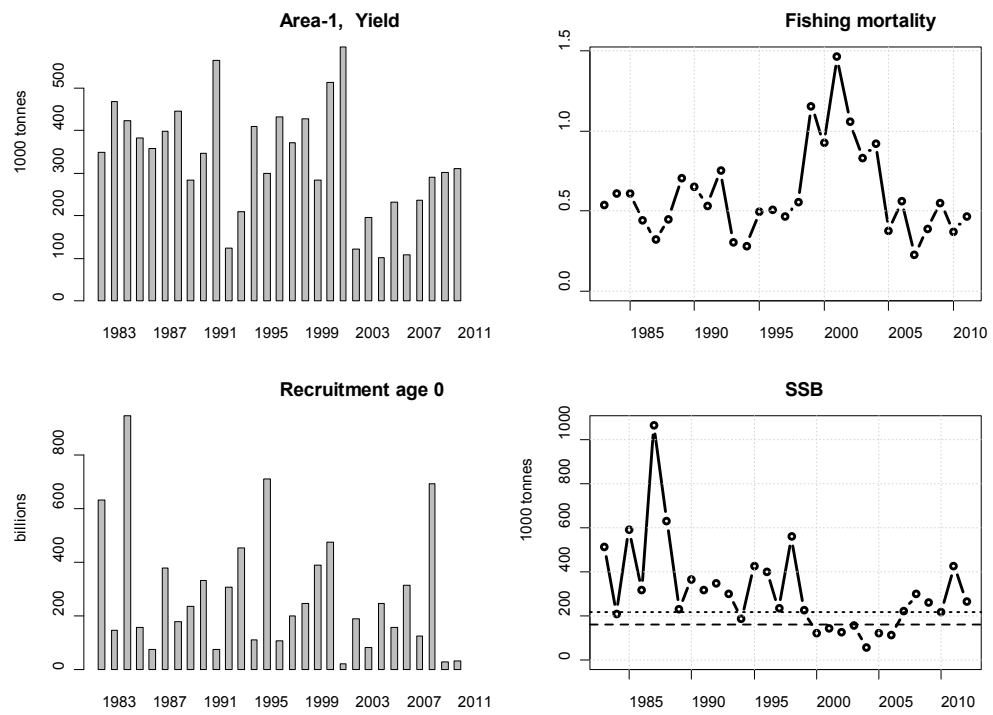 Area-1, Yield
1000 tonnes
0 100 200 300 400 500
1983 1987 1991 1995 1999 2003 2007 2011
Fishing mortality
0.0 0.5 1.0 1.5
1985 1990 1995 2000 2005 2010
Recruitment age 0
billions
0 200 400 600 800
1983 1987 1991 1995 1999 2003 2007 2011
SSB
1000 tonnes
0 200 400 600 800 1000
1985 1990 1995 2000 2005 2010